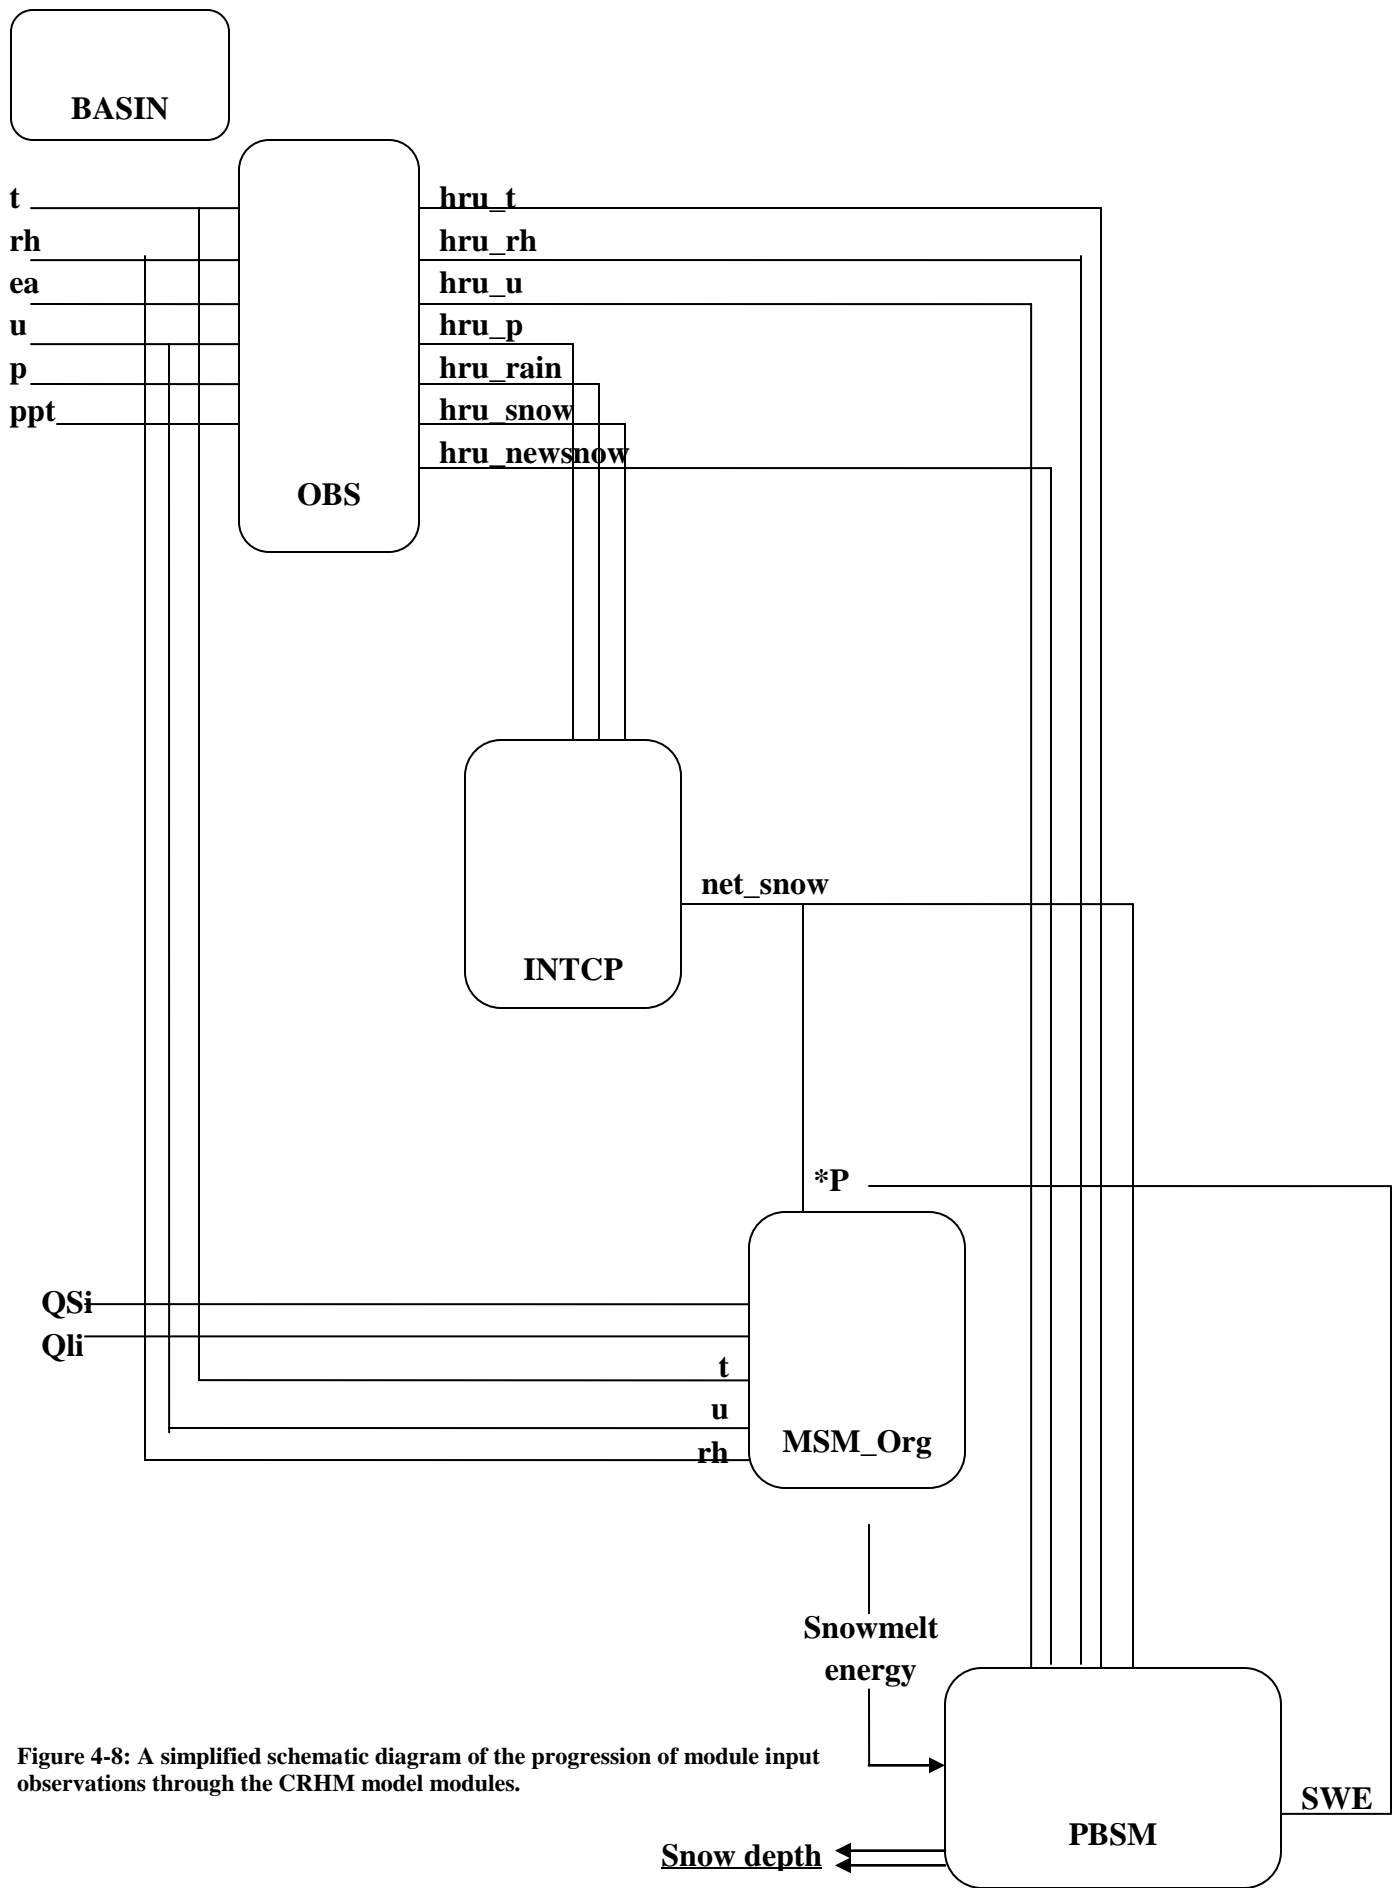 BASIN
t
rh
ea
u
p
ppt
hru_t
hru_rh
hru_u
hru_p
hru_rain
hru_snow
hru_newsnow
OBS
net_snow
INTCP
*P
QSi
Qli
t
u
rh
MSM_Org
Snowmelt
energy
Figure 4-8: A simplified schematic diagram of the progression of module input
observations through the CRHM model modules.
SWE
PBSM
Snow depth